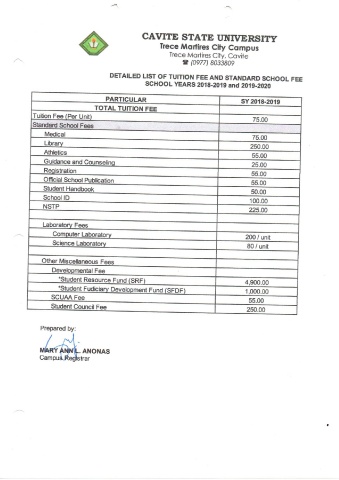 CAVITE STATE UNIVERSITY
Trece Martires City Campus
Trece Martires City, Cavite
☎ (0977) 8033809
DETAILED LIST OF TUITION FEE AND STANDARD SCHOOL FEE
SCHOOL YEARS 2018-2019 and 2019-2020
PARTICULAR SY 2018-2019
TOTAL TUITION FEE
Tuition Fee (Per Unit) 75.00
Standard School Fees
Medical 75.00
Library 250.00
Athletics 55.00
Guidance and Counseling 25.00
Registration 55.00
Official School Publication 55.00
Student Handbook 50.00
School ID 100.00
NSTP 225.00
Laboratory Fees
Computer Laboratory 200 / unit
Science Laboratory 80 / unit
Other Miscellaneous Fees
Developmental Fee
*Student Resource Fund (SRF) 4,900.00
*Student Fudiciary Development Fund (SFDF) 1,000.00
SCUAA Fee 55.00
Student Council Fee 250.00
Prepared by:
MARY ANN L. ANONAS
Campus Registrar